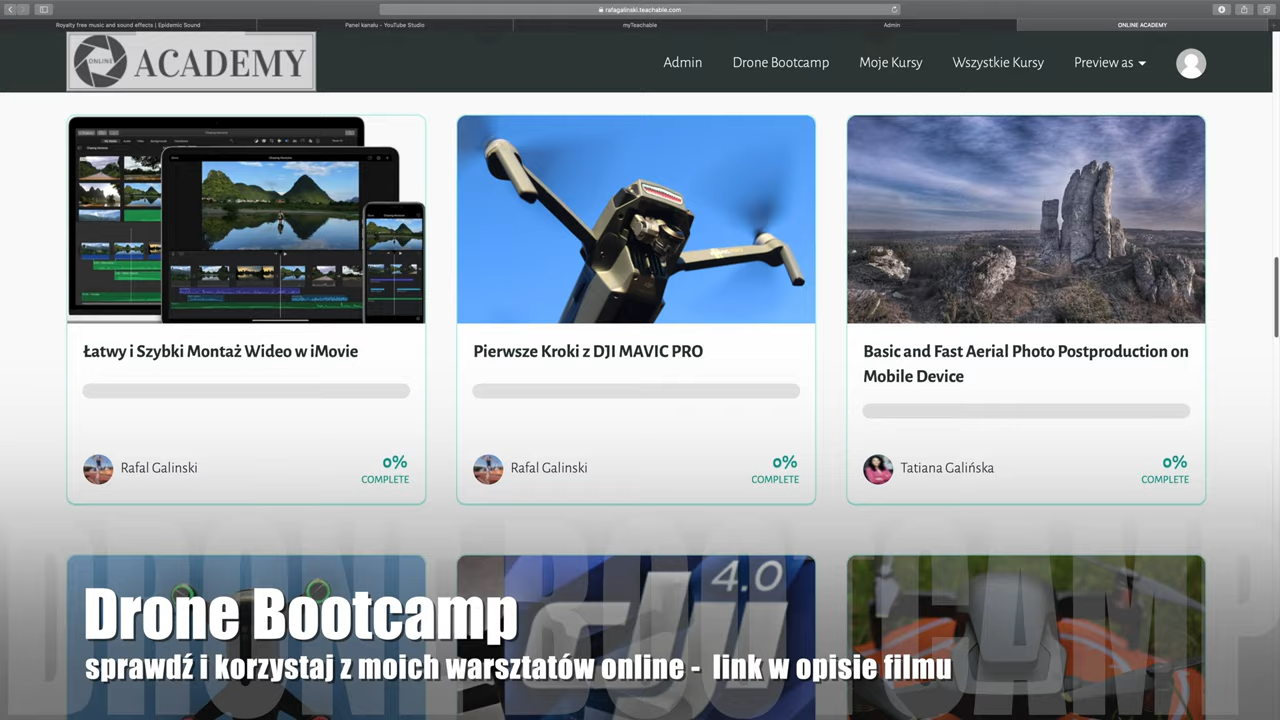 rafagalinski.teachable.com
Royalty free music and sound effects | Epidemic Sound
Panel kanału - YouTube Studio
myTeachable
Admin
ONLINE ACADEMY
ONLINE ACADEMY
Admin
Drone Bootcamp
Moje Kursy
Wszystkie Kursy
Preview as
Łatwy i Szybki Montaż Wideo w iMovie
Rafal Galinski
0%
COMPLETE
Pierwsze Kroki z DJI MAVIC PRO
Rafal Galinski
0%
COMPLETE
Basic and Fast Aerial Photo Postproduction on
Mobile Device
Tatiana Galińska
0%
COMPLETE
DRONE BOOTCAMP
4.0
dji
Drone Bootcamp
sprawdź i korzystaj z moich warsztatów online - link w opisie filmu